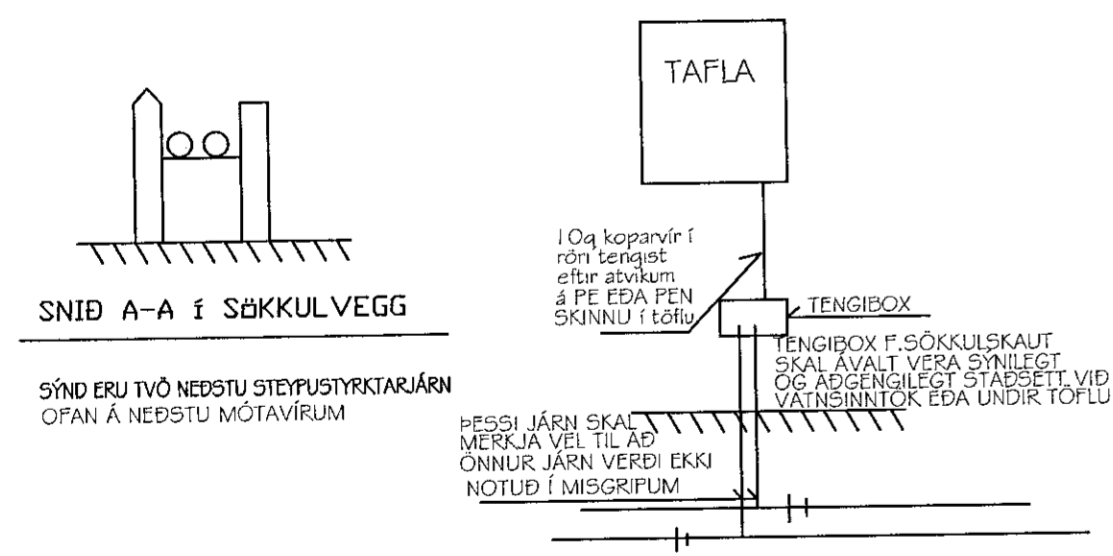 SNIÐ A-A Í SÖKKULVEGG
SÝND ERU TVÖ NEÐSTU STEYPUSTYRKTARJÁRN
OFAN Á NEÐSTU MÓTAVÍRUM
TAFLA
10q koparvír í
röri tengist
eftir atvikum
á PE EÐA PEN
SKINNU í töflu
TENGIBOX
TENGIBOX F.SÖKKULSKAUT
SKAL ÁVALT VERA SÝNILEGT
OG AÐGENGILEGT STAÐSETT VIÐ
VATNSINNTÖK EÐA UNDIR TÖFLU
ÞESSI JÁRN SKAL
MERKJA VEL TIL AÐ
ÖNNUR JÁRN VERÐI EKKI
NOTUÐ Í MISGRIPUM